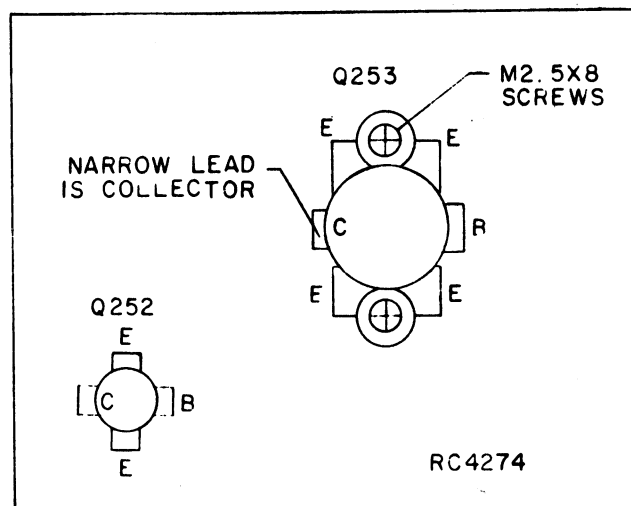 Q253
M2.5X8
SCREWS
E
E
NARROW LEAD
IS COLLECTOR
C
B
E
E
Q252
E
C
B
E
RC4274